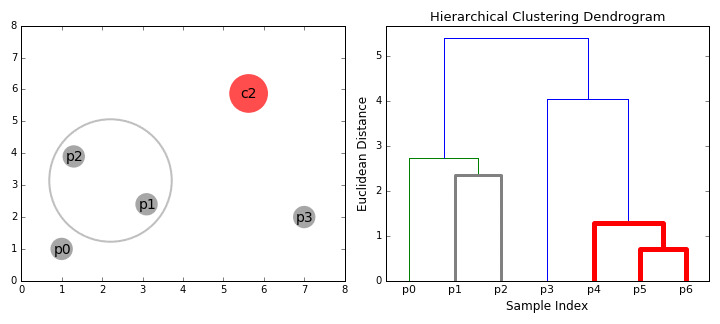 Hierarchical Clustering Dendrogram
8
7
6
5
4
3
2
1
0
0 1 2 3 4 5 6 7 8
c2
p2
p1
p3
p0
Euclidean Distance
5
4
3
2
1
0
p0 p1 p2 p3 p4 p5 p6
Sample Index